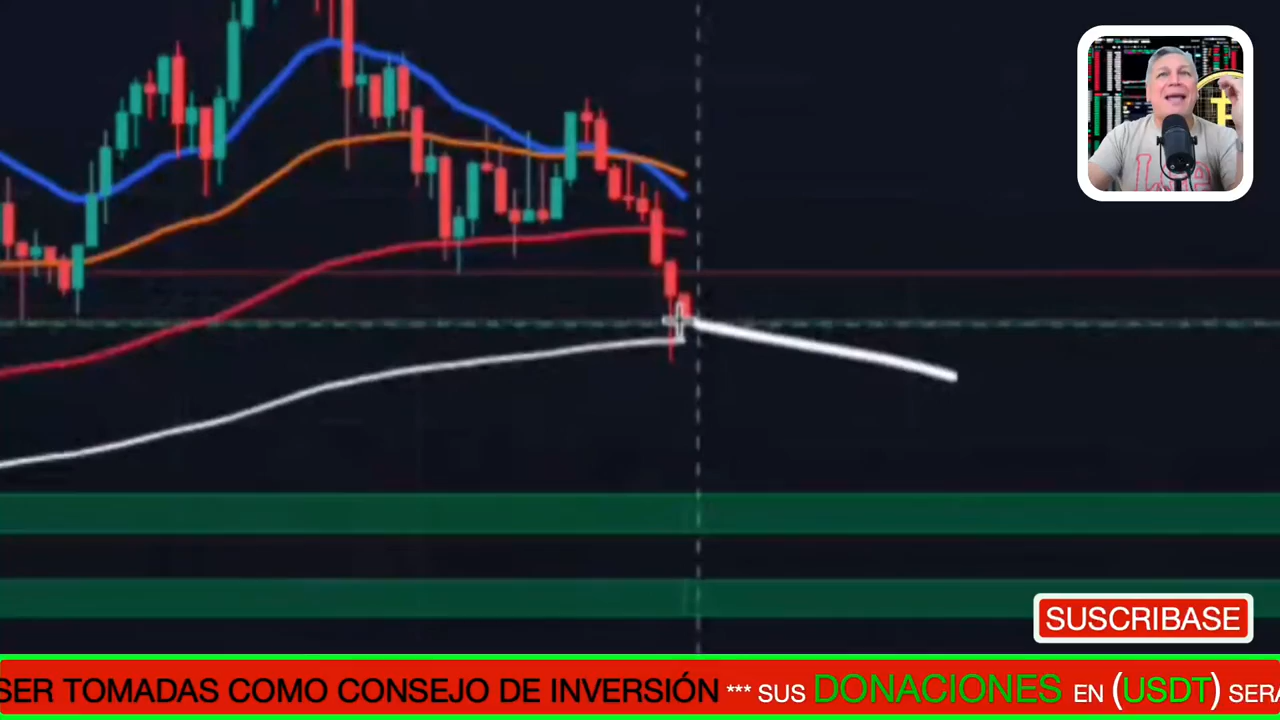 SUSCRIBASE
SER TOMADAS COMO CONSEJO DE INVERSIÓN *** SUS DONACIONES EN (USDT) SERA